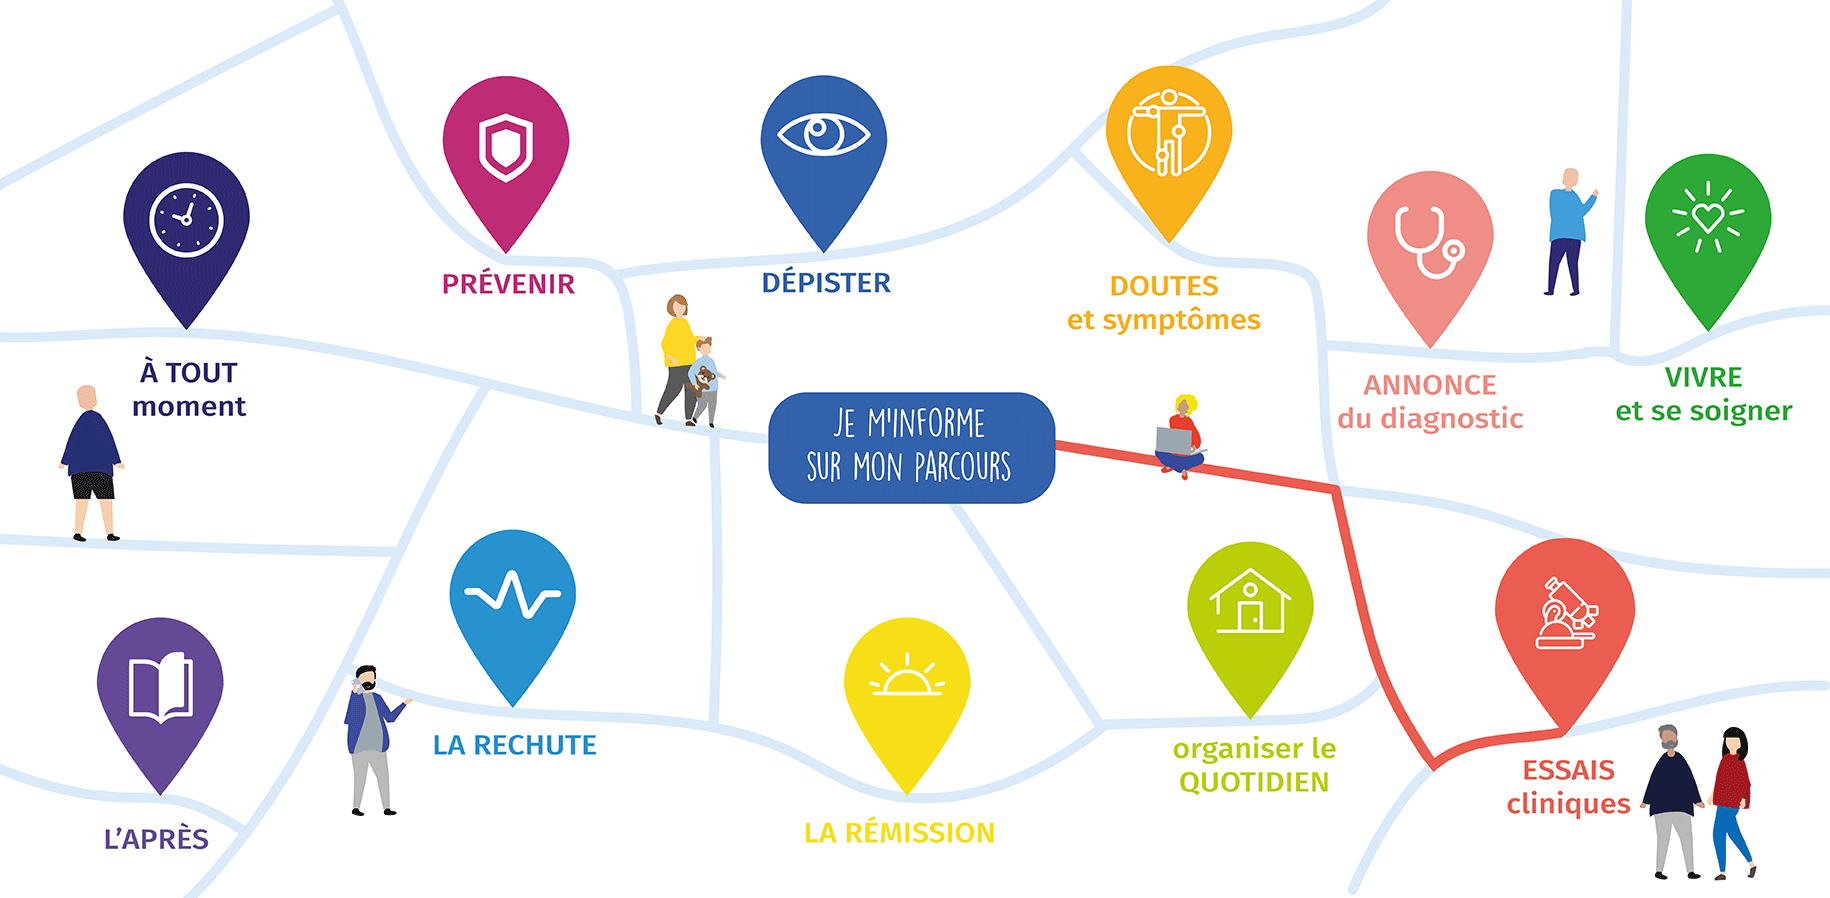 PRÉVENIR
DÉPISTER
DOUTES
et symptômes
À TOUT
moment
ANNONCE
du diagnostic
VIVRE
et se soigner
JE M'INFORME
SUR MON PARCOURS
LA RECHUTE
organiser le
QUOTIDIEN
ESSAIS
cliniques
L'APRÈS
LA RÉMISSION